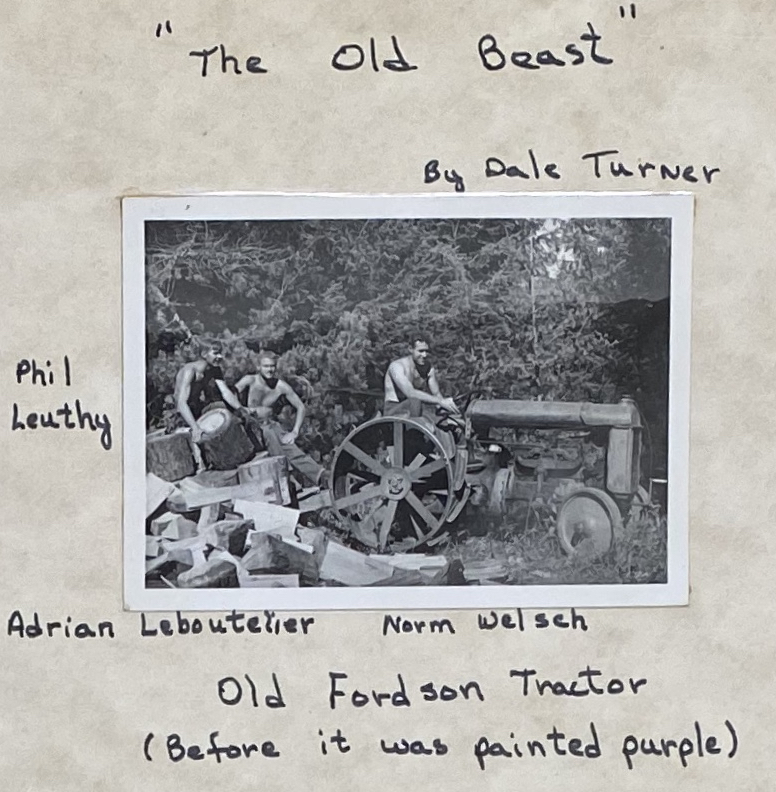 "The Old Beast"
By Dale Turner
Phil
Leuthy
Adrian Leboutelier Norm Welsch
Old Fordson Tractor
(Before it was painted purple)